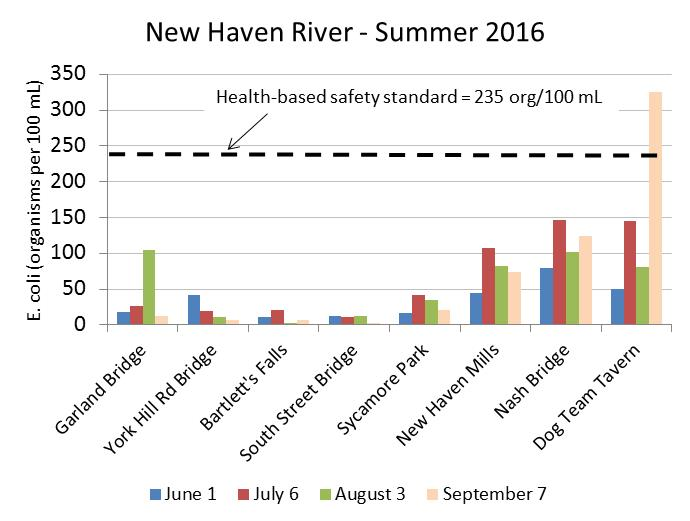 New Haven River - Summer 2016
E. coli (organisms per 100 mL)
350
300
250
200
150
100
50
0
Health-based safety standard = 235 org/100 mL
Garland Bridge
York Hill Rd Bridge
Bartlett's Falls
South Street Bridge
Sycamore Park
New Haven Mills
Nash Bridge
Dog Team Tavern
June 1 July 6 August 3 September 7